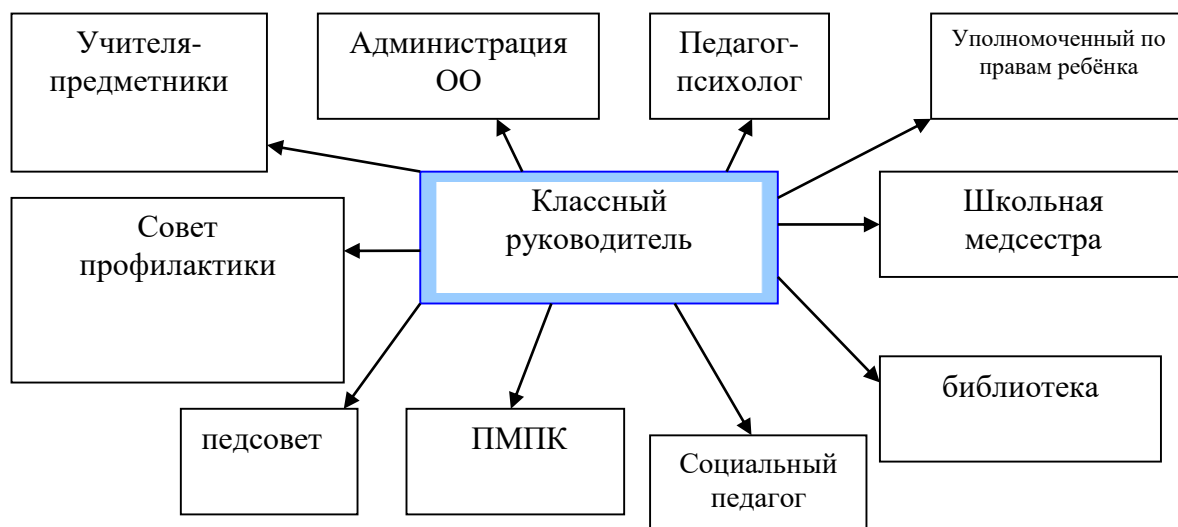 Учителя-
предметники
Администрация
ОО
Педагог-
психолог
Уполномоченный по
правам ребёнка
Классный
руководитель
Школьная
медсестра
Совет
профилактики
библиотека
педсовет
ПМПК
Социальный
педагог